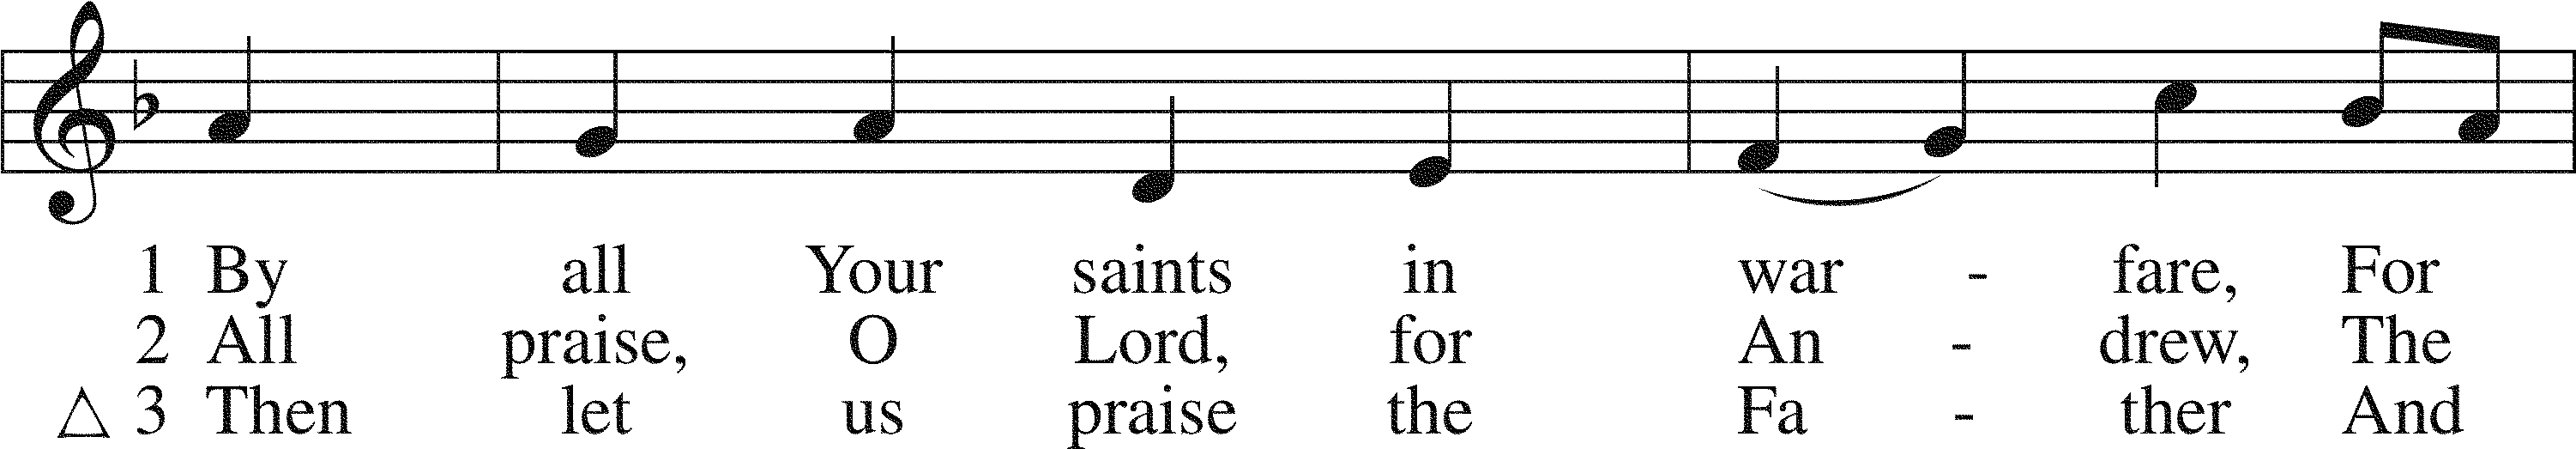 1 By all Your saints in war - fare, For
2 All praise, O Lord, for An - drew, The
△ 3 Then let us praise the Fa - ther And